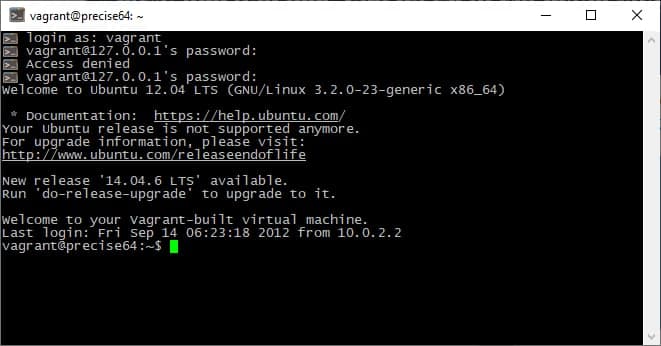 vagrant@precise64: ~
login as: vagrant
vagrant@127.0.0.1's password:
Access denied
vagrant@127.0.0.1's password:
Welcome to Ubuntu 12.04 LTS (GNU/Linux 3.2.0-23-generic x86_64)
* Documentation:  https://help.ubuntu.com/
Your Ubuntu release is not supported anymore.
For upgrade information, please visit:
http://www.ubuntu.com/releaseendoflife
New release '14.04.6 LTS' available.
Run 'do-release-upgrade' to upgrade to it.
Welcome to your Vagrant-built virtual machine.
Last login: Fri Sep 14 06:23:18 2012 from 10.0.2.2
vagrant@precise64:~$